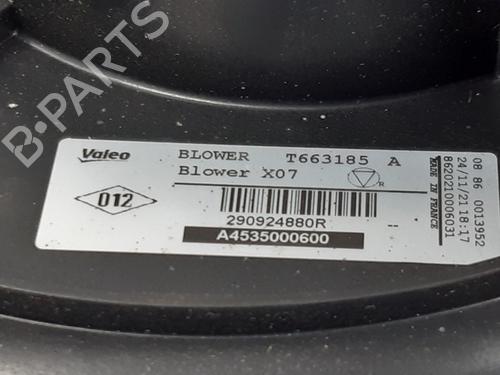 B-PARTS
Valeo
BLOWER T663185 A
Blower X07
R
D12
290924880R
--
A4535000600
08 86 0013952
24/11/21 18:17
8620210006031
MADE IN FRANCE